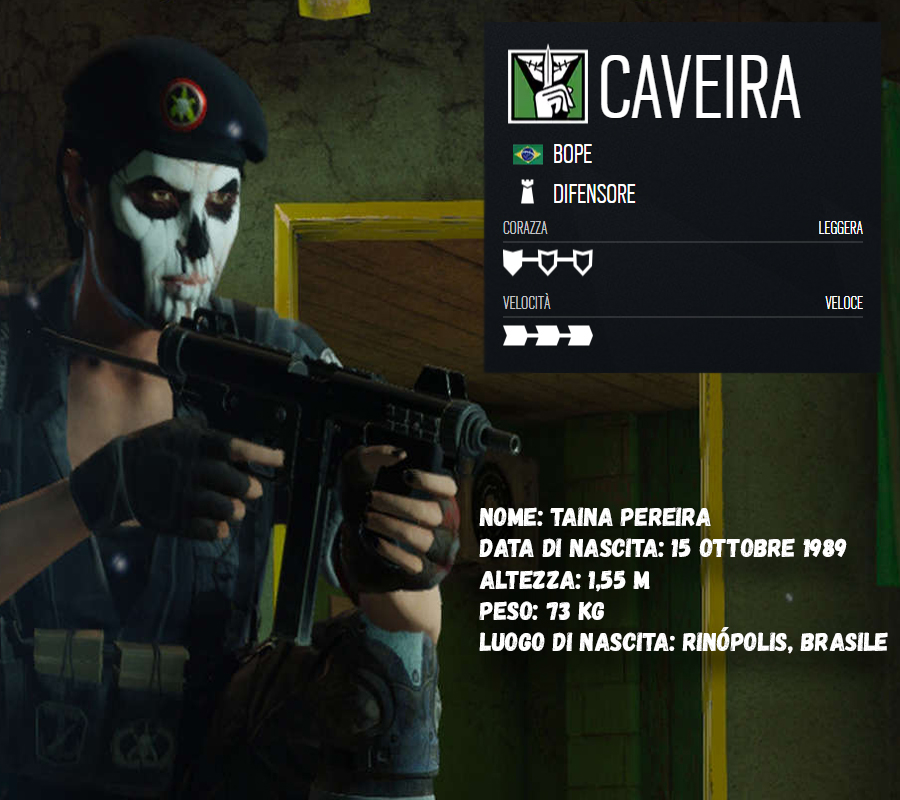 CAVEIRA
BOPE
DIFENSORE
CORAZZA LEGGERA
VELOCITÀ VELOCE
NOME: TAINA PEREIRA
DATA DI NASCITA: 15 OTTOBRE 1989
ALTEZZA: 1,55 M
PESO: 73 KG
LUOGO DI NASCITA: RINÓPOLIS, BRASILE